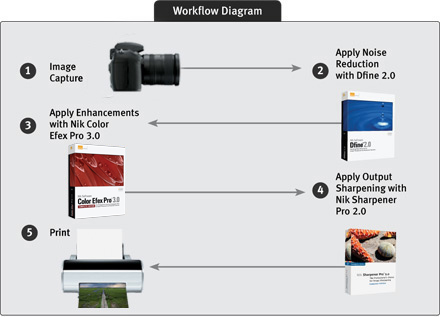 Workflow Diagram
1 Image
Capture
2 Apply Noise
Reduction
with Dfine 2.0
3 Apply Enhancements
with Nik Color
Efex Pro 3.0
Dfine 2.0
Color Efex Pro 3.0
4 Apply Output
Sharpening with
Nik Sharpener
Pro 2.0
5 Print
Sharpener Pro